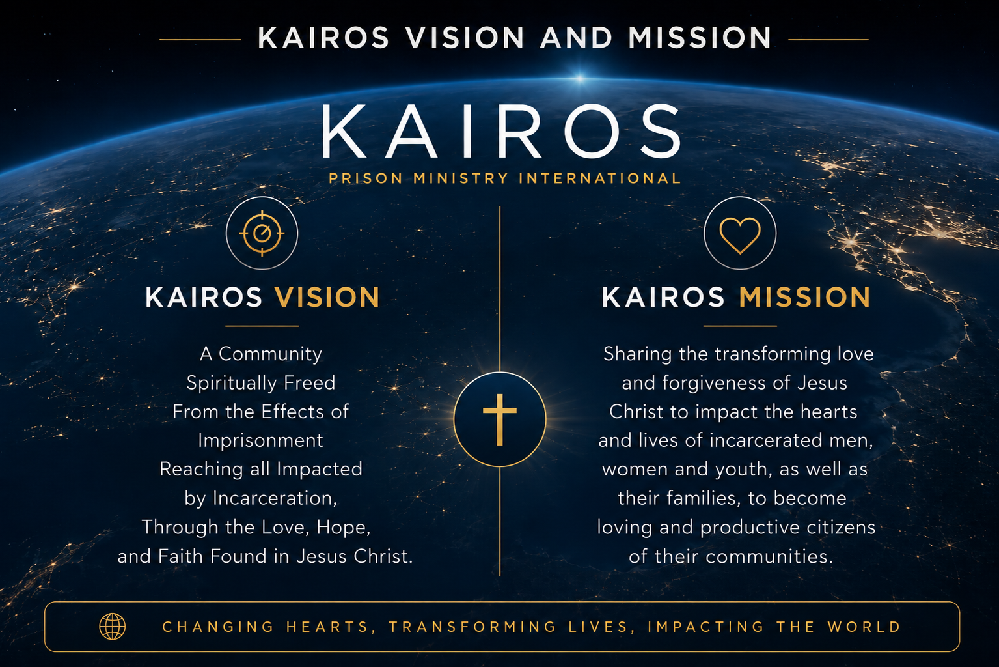 KAIROS VISION AND MISSION
KAIROS
PRISON MINISTRY INTERNATIONAL
KAIROS VISION
A Community
Spiritually Freed
From the Effects of
Imprisonment
Reaching all Impacted
by Incarceration,
Through the Love, Hope,
and Faith Found in Jesus Christ.
KAIROS MISSION
Sharing the transforming love
and forgiveness of Jesus
Christ to impact the hearts
and lives of incarcerated men,
women and youth, as well as
their families, to become
loving and productive citizens
of their communities.
CHANGING HEARTS, TRANSFORMING LIVES, IMPACTING THE WORLD